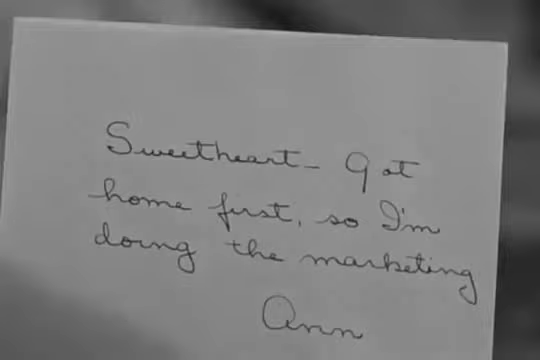 Sweetheart- Got
home first, so I'm
doing the marketing
Ann